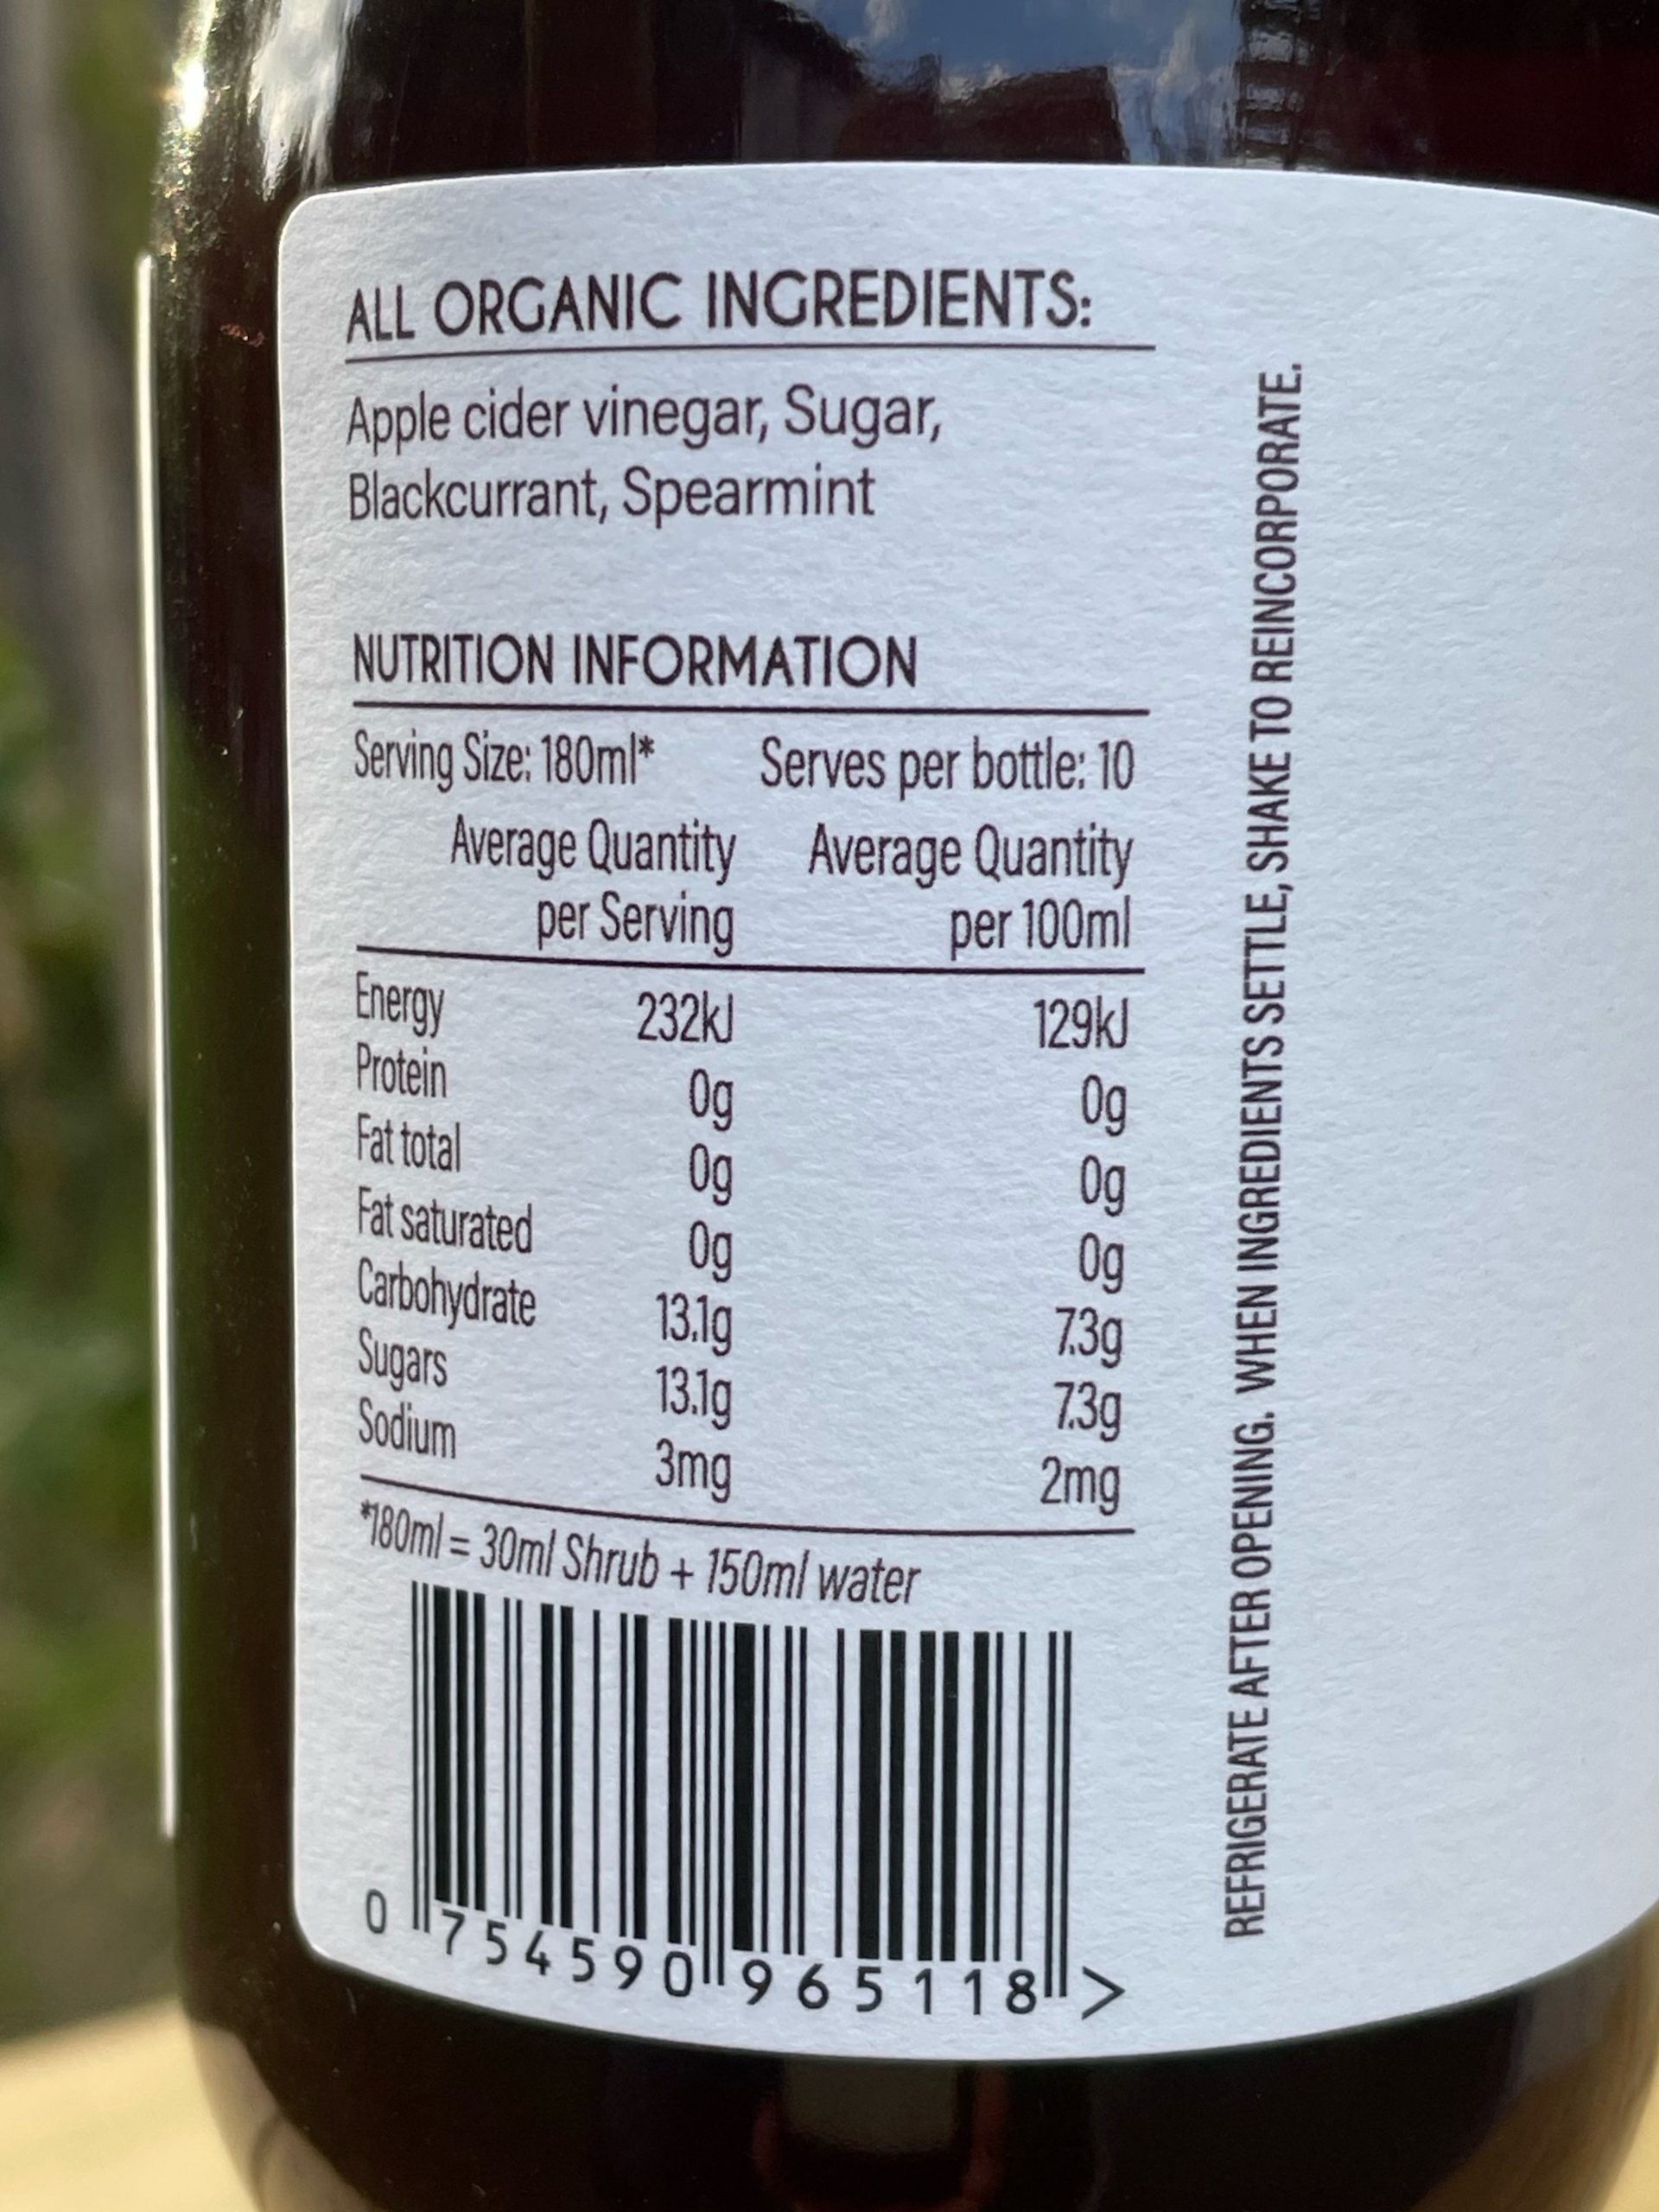 ALL ORGANIC INGREDIENTS:
Apple cider vinegar, Sugar,
Blackcurrant, Spearmint
NUTRITION INFORMATION
Serving Size: 180ml* Serves per bottle: 10
Average Quantity Average Quantity
per Serving per 100ml
Energy 232kJ 129kJ
Protein 0g 0g
Fat total 0g 0g
Fat saturated 0g 0g
Carbohydrate 13.1g 7.3g
Sugars 13.1g 7.3g
Sodium 3mg 2mg
*180ml = 30ml Shrub + 150ml water
0 754590 965118 >
REFRIGERATE AFTER OPENING. WHEN INGREDIENTS SETTLE, SHAKE TO REINCORPORATE.